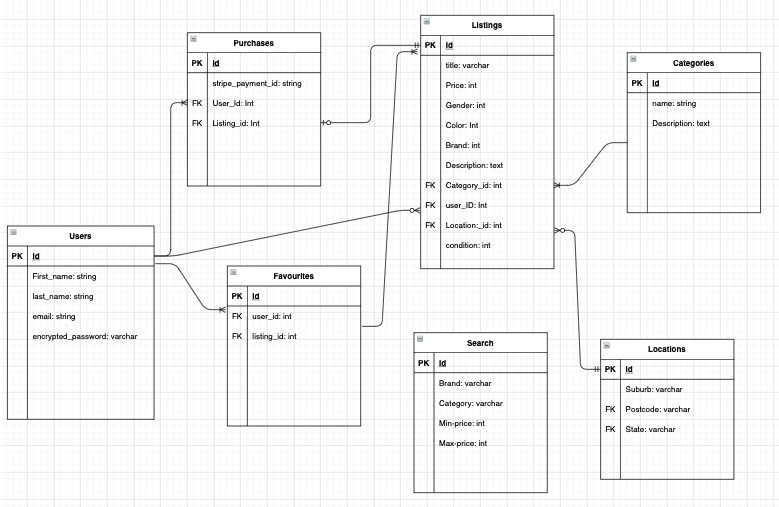 Purchases
PK Id
stripe_payment_id: string
FK User_Id: Int
FK Listing_id: Int
Listings
PK Id
title: varchar
Price: int
Gender: int
Color: Int
Brand: int
Description: text
FK Category_id: int
FK user_ID: Int
FK Location:_id: int
condition: int
Categories
PK Id
name: string
Description: text
Users
PK Id
First_name: string
last_name: string
email: string
encrypted_password: varchar
Favourites
PK Id
FK user_id: int
FK listing_id: int
Search
PK Id
Brand: varchar
Category: varchar
Min-price: int
Max-price: int
Locations
PK Id
Suburb: varchar
FK Postcode: varchar
FK State: varchar